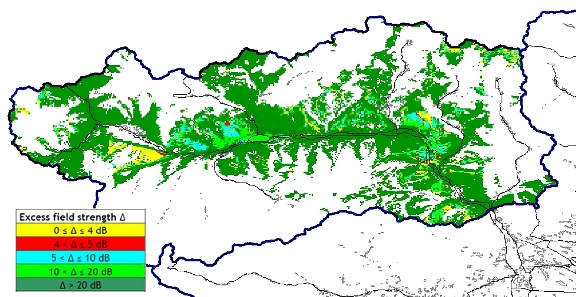 Excess field strength Δ
0 ≤ Δ ≤ 4 dB
4 < Δ ≤ 5 dB
5 < Δ ≤ 10 dB
10 < Δ ≤ 20 dB
Δ > 20 dB